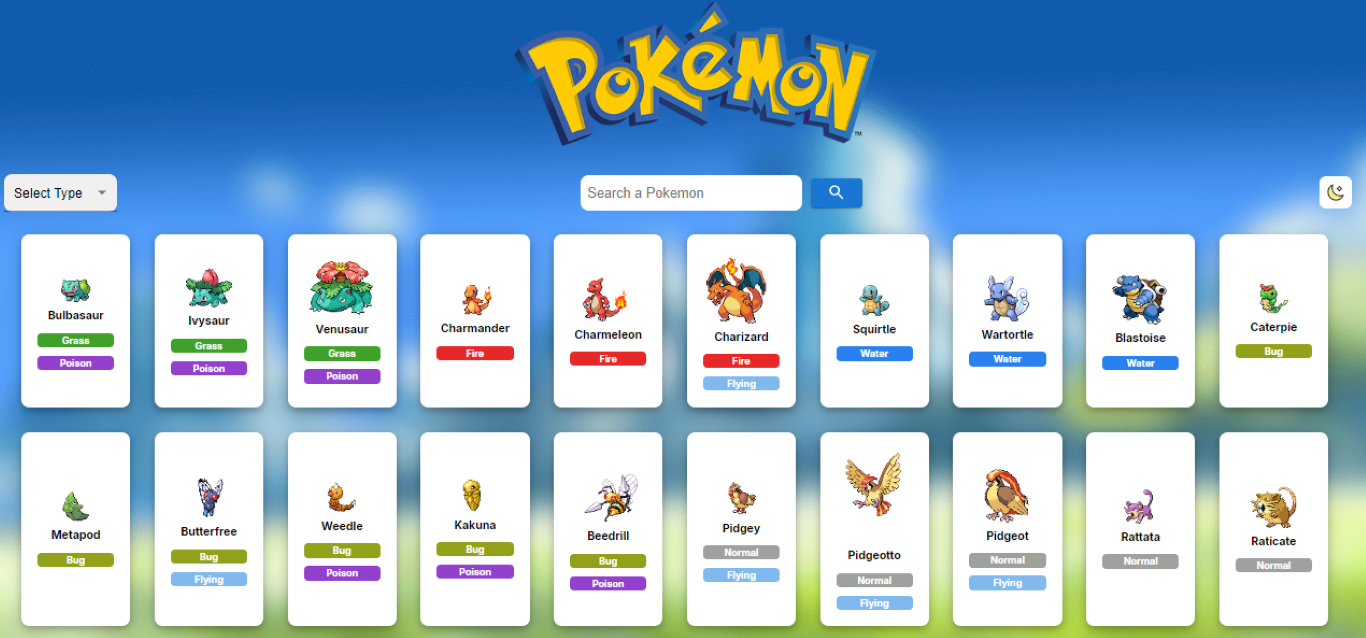 POKéMON
TM
Select Type
Search a Pokemon
Bulbasaur
Grass
Poison
Ivysaur
Grass
Poison
Venusaur
Grass
Poison
Charmander
Fire
Charmeleon
Fire
Charizard
Fire
Flying
Squirtle
Water
Wartortle
Water
Blastoise
Water
Caterpie
Bug
Metapod
Bug
Butterfree
Bug
Flying
Weedle
Bug
Poison
Kakuna
Bug
Poison
Beedrill
Bug
Poison
Pidgey
Normal
Flying
Pidgeotto
Normal
Flying
Pidgeot
Normal
Flying
Rattata
Normal
Raticate
Normal